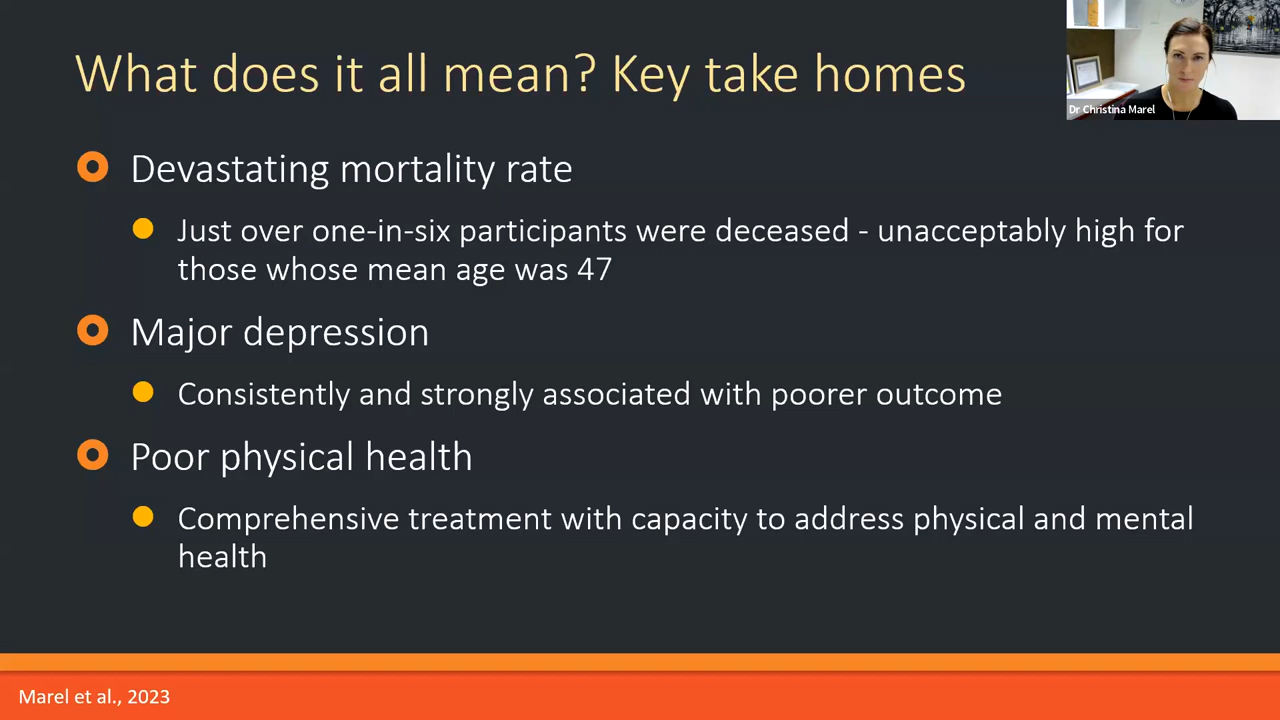 What does it all mean? Key take homes
Dr Christina Marel
Devastating mortality rate
Just over one-in-six participants were deceased - unacceptably high for
those whose mean age was 47
Major depression
Consistently and strongly associated with poorer outcome
Poor physical health
Comprehensive treatment with capacity to address physical and mental
health
Marel et al., 2023